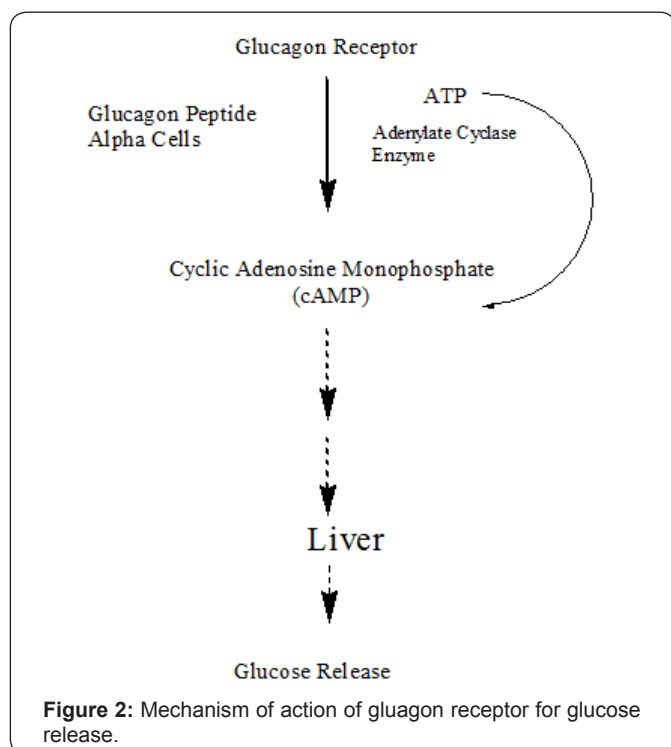 Glucagon Receptor
Glucagon Peptide
Alpha Cells
ATP
Adenylate Cyclase
Enzyme
Cyclic Adenosine Monophosphate
(cAMP)
Liver
Glucose Release
Figure 2: Mechanism of action of gluagon receptor for glucose
release.